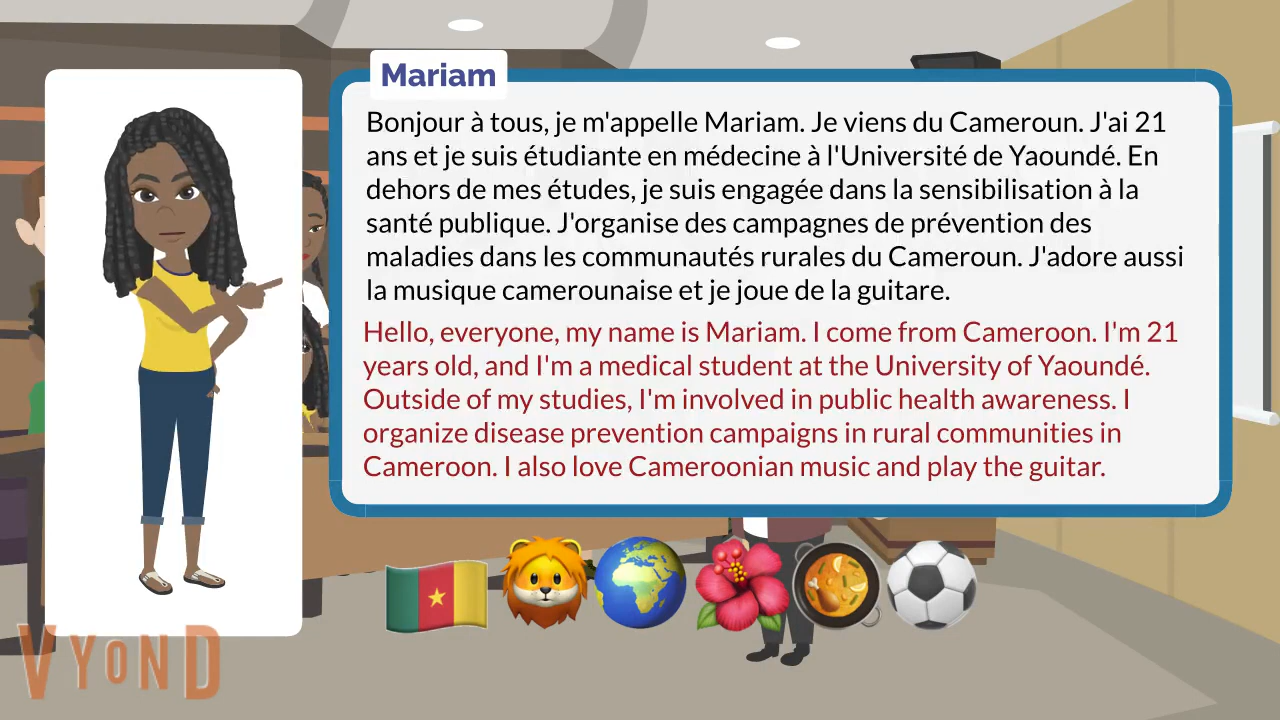 Mariam
Bonjour à tous, je m'appelle Mariam. Je viens du Cameroun. J'ai 21
ans et je suis étudiante en médecine à l'Université de Yaoundé. En
dehors de mes études, je suis engagée dans la sensibilisation à la
santé publique. J'organise des campagnes de prévention des
maladies dans les communautés rurales du Cameroun. J'adore aussi
la musique camerounaise et je joue de la guitare.
Hello, everyone, my name is Mariam. I come from Cameroon. I'm 21
years old, and I'm a medical student at the University of Yaoundé.
Outside of my studies, I'm involved in public health awareness. I
organize disease prevention campaigns in rural communities in
Cameroon. I also love Cameroonian music and play the guitar.
VYOND